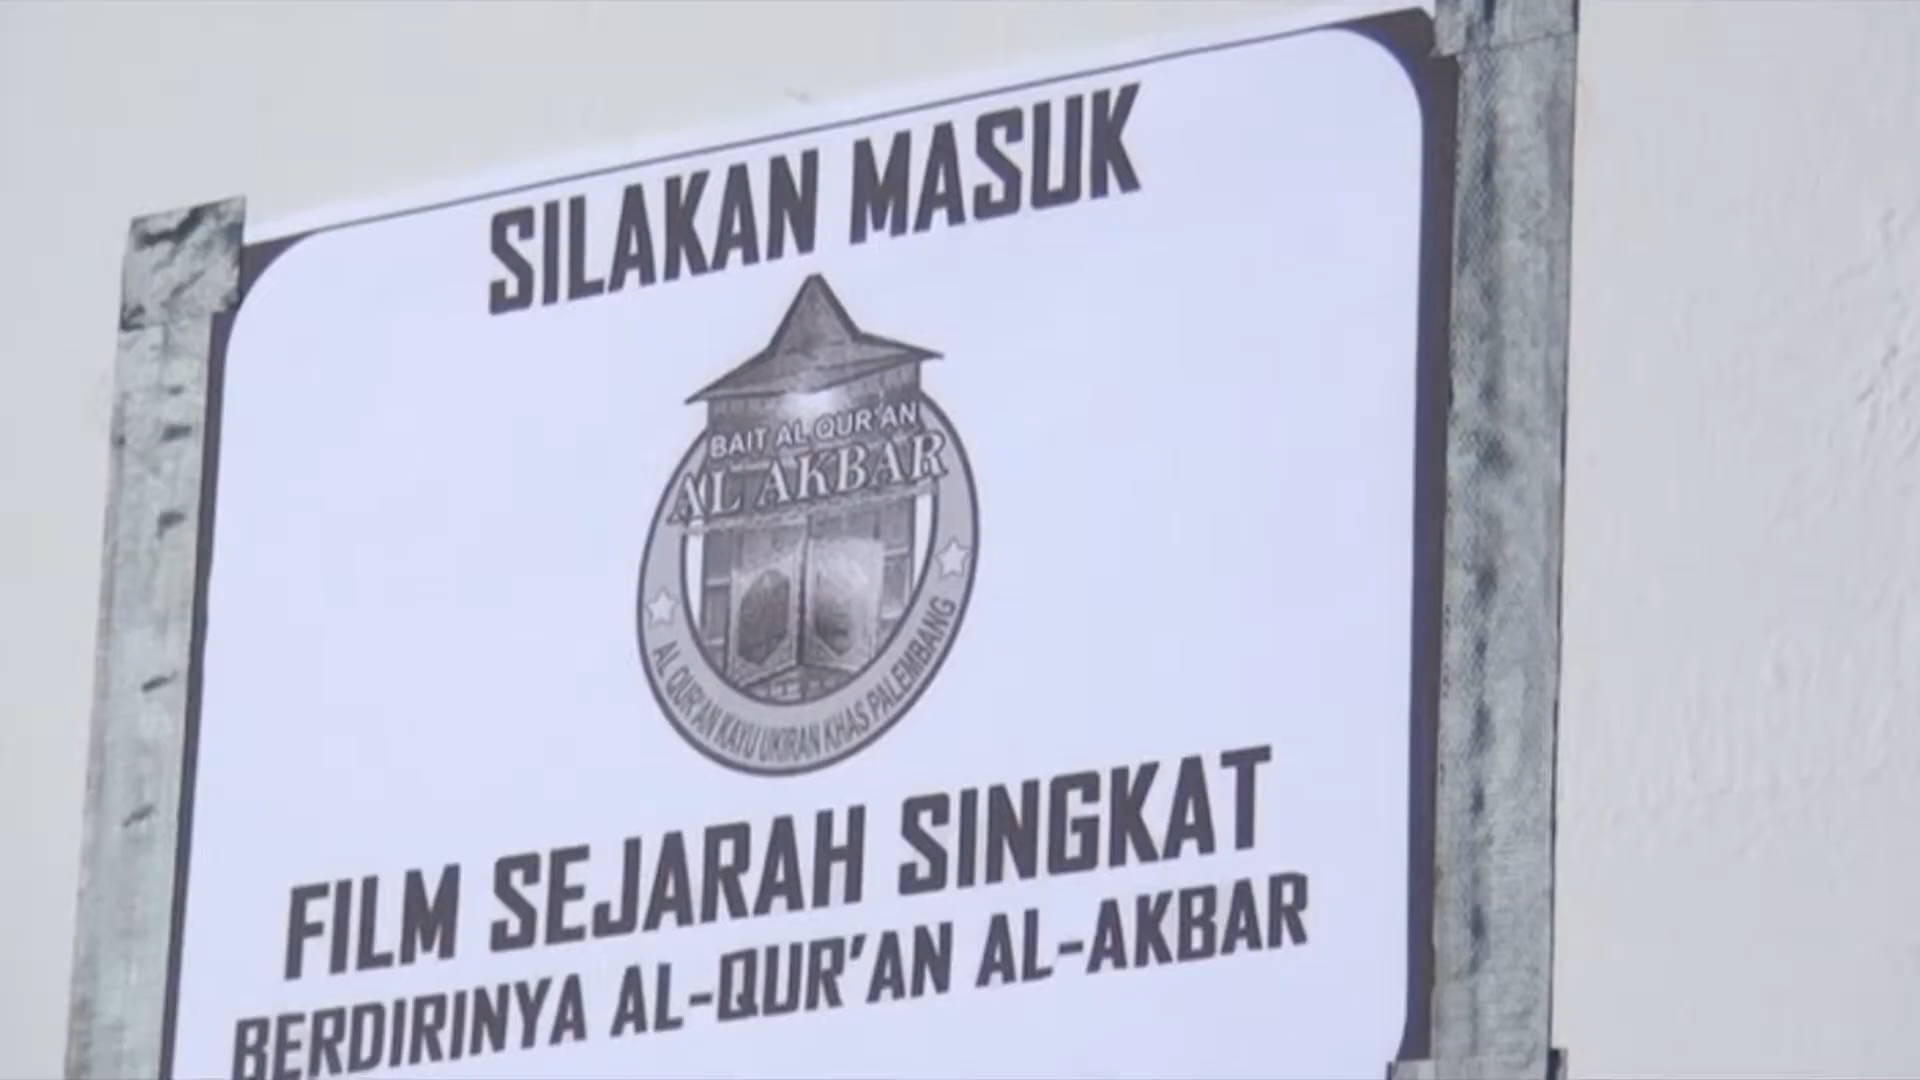 SILAKAN MASUK
BAIT AL QUR'AN
AL AKBAR
AL QUR'AN KAYU UKIRAN KHAS PALEMBANG
FILM SEJARAH SINGKAT
BERDIRINYA AL-QUR'AN AL-AKBAR